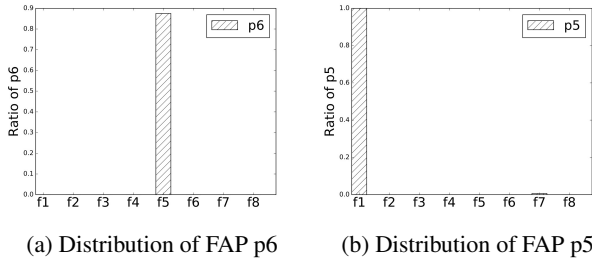 Ratio of p6
0.9
0.8
0.7
0.6
0.5
0.4
0.3
0.2
0.1
0.0
f1 f2 f3 f4 f5 f6 f7 f8
p6
(a) Distribution of FAP p6
Ratio of p5
1.0
0.8
0.6
0.4
0.2
0.0
f1 f2 f3 f4 f5 f6 f7 f8
p5
(b) Distribution of FAP p5